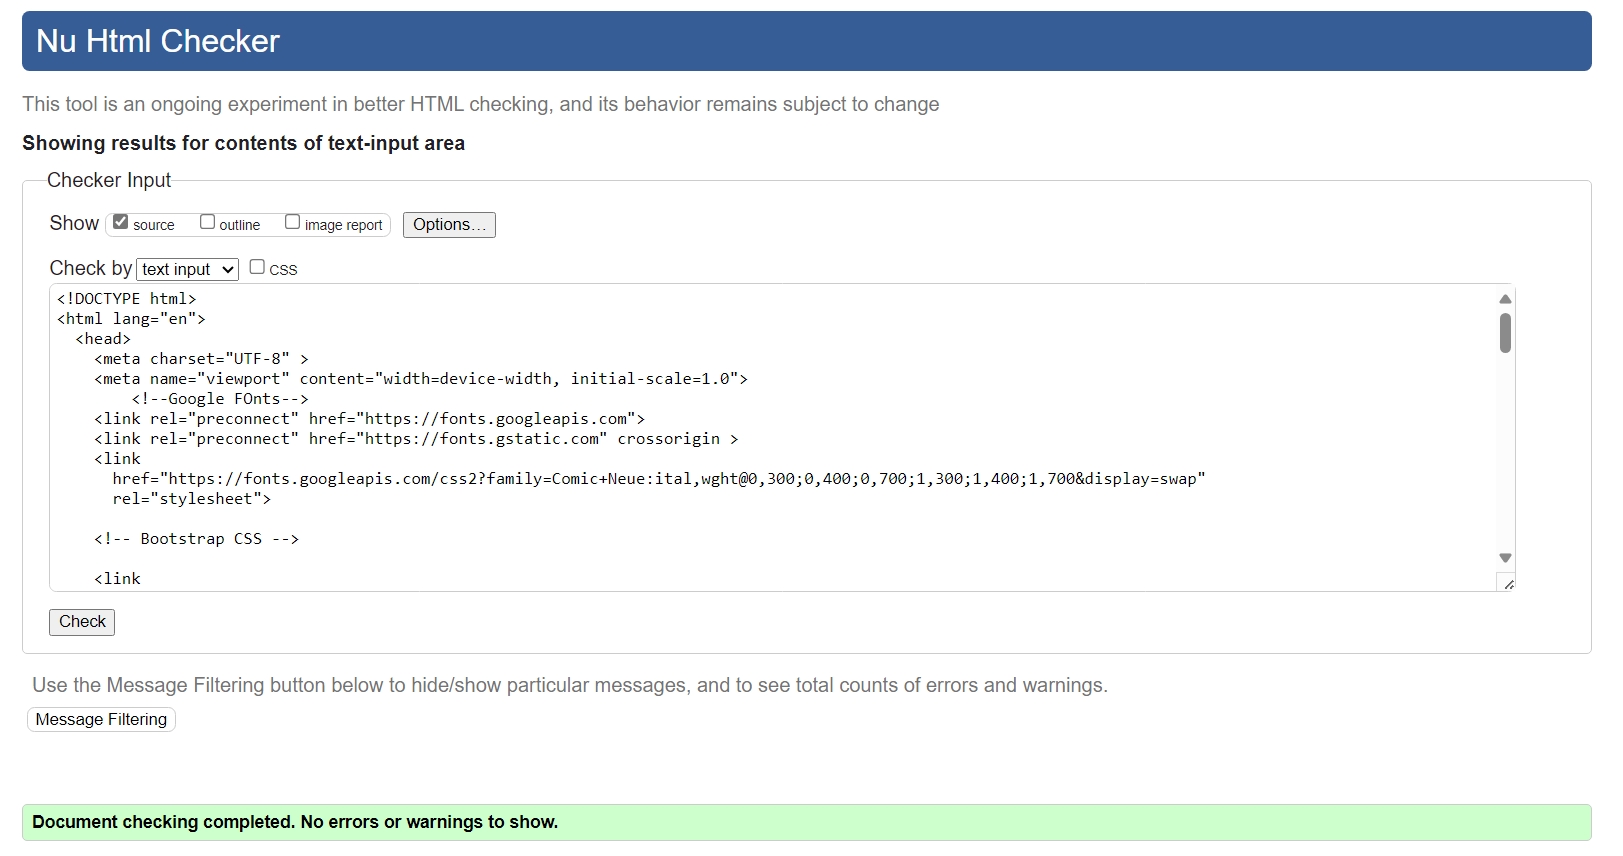 Nu Html Checker
This tool is an ongoing experiment in better HTML checking, and its behavior remains subject to change
Showing results for contents of text-input area
Checker Input
Show source outline image report Options...
Check by text input CSS
<!DOCTYPE html>
<html lang="en">
  <head>
    <meta charset="UTF-8" >
    <meta name="viewport" content="width=device-width, initial-scale=1.0">
        <!--Google FOnts-->
    <link rel="preconnect" href="https://fonts.googleapis.com">
    <link rel="preconnect" href="https://fonts.gstatic.com" crossorigin >
    <link
      href="https://fonts.googleapis.com/css2?family=Comic+Neue:ital,wght@0,300;0,400;0,700;1,300;1,400;1,700&display=swap"
      rel="stylesheet">
    <!-- Bootstrap CSS -->
    <link
Check
Use the Message Filtering button below to hide/show particular messages, and to see total counts of errors and warnings.
Message Filtering
Document checking completed. No errors or warnings to show.